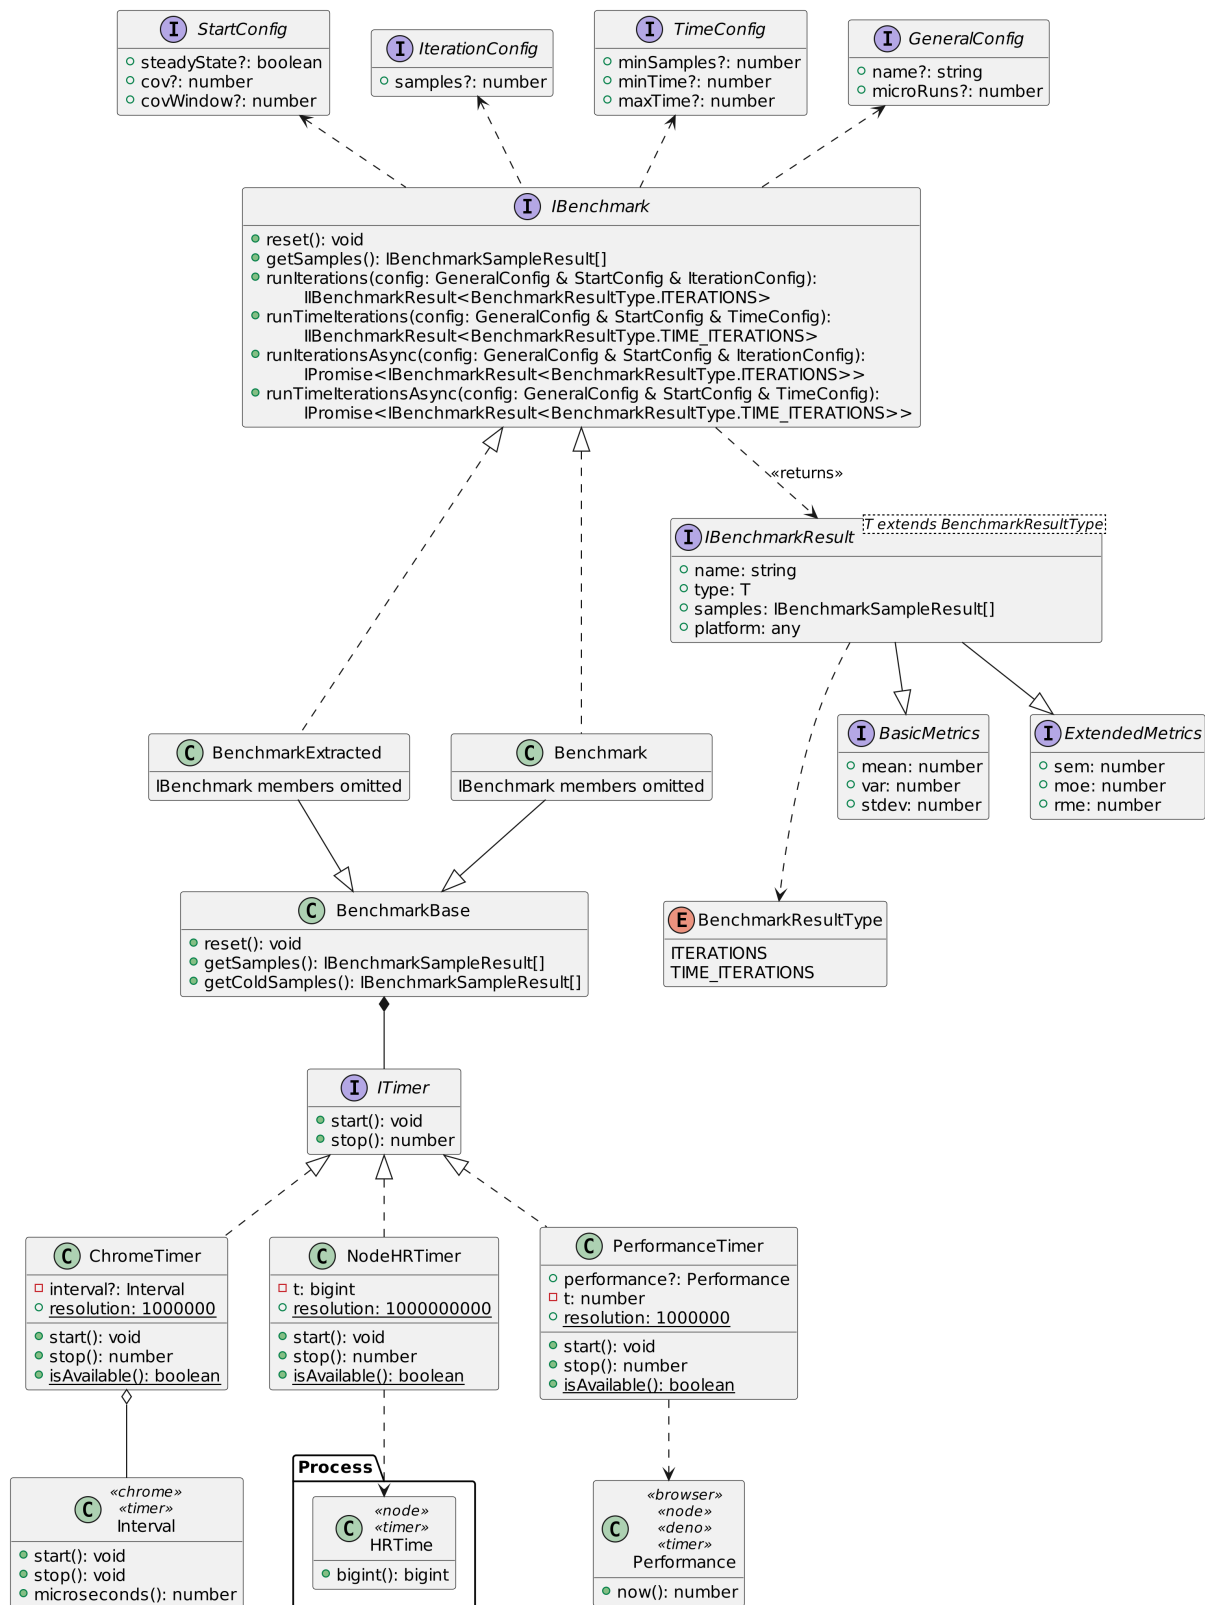 I StartConfig
steadyState?: boolean
cov?: number
covWindow?: number
I IterationConfig
samples?: number
I TimeConfig
minSamples?: number
minTime?: number
maxTime?: number
I GeneralConfig
name?: string
microRuns?: number
I IBenchmark
reset(): void
getSamples(): IBenchmarkSampleResult[]
runIterations(config: GeneralConfig & StartConfig & IterationConfig):
IIBenchmarkResult<BenchmarkResultType.ITERATIONS>
runTimeIterations(config: GeneralConfig & StartConfig & TimeConfig):
IIBenchmarkResult<BenchmarkResultType.TIME_ITERATIONS>
runIterationsAsync(config: GeneralConfig & StartConfig & IterationConfig):
IPromise<IBenchmarkResult<BenchmarkResultType.ITERATIONS>>
runTimeIterationsAsync(config: GeneralConfig & StartConfig & TimeConfig):
IPromise<IBenchmarkResult<BenchmarkResultType.TIME_ITERATIONS>>
«returns»
T extends BenchmarkResultType
I IBenchmarkResult
name: string
type: T
samples: IBenchmarkSampleResult[]
platform: any
C BenchmarkExtracted
IBenchmark members omitted
C Benchmark
IBenchmark members omitted
I BasicMetrics
mean: number
var: number
stdev: number
I ExtendedMetrics
sem: number
moe: number
rme: number
C BenchmarkBase
reset(): void
getSamples(): IBenchmarkSampleResult[]
getColdSamples(): IBenchmarkSampleResult[]
E BenchmarkResultType
ITERATIONS
TIME_ITERATIONS
I ITimer
start(): void
stop(): number
C ChromeTimer
interval?: Interval
resolution: 1000000
start(): void
stop(): number
isAvailable(): boolean
C NodeHRTimer
t: bigint
resolution: 1000000000
start(): void
stop(): number
isAvailable(): boolean
C PerformanceTimer
performance?: Performance
t: number
resolution: 1000000
start(): void
stop(): number
isAvailable(): boolean
«chrome»
«timer»
C Interval
start(): void
stop(): void
microseconds(): number
Process
«node»
«timer»
C HRTime
bigint(): bigint
«browser»
«node»
«deno»
«timer»
C Performance
now(): number